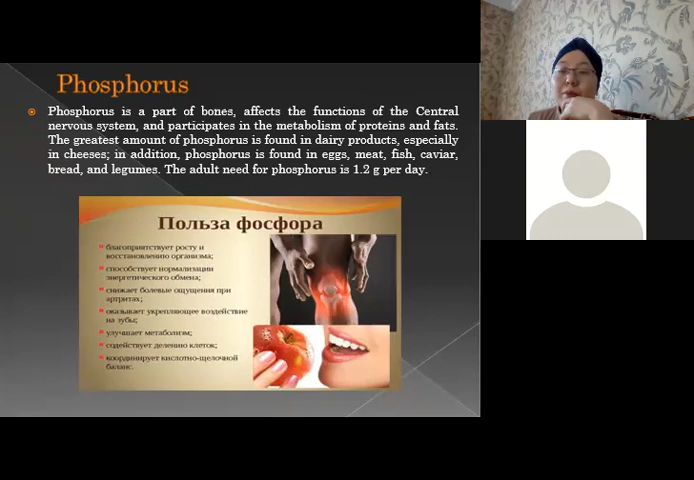 Phosphorus
Phosphorus is a part of bones, affects the functions of the Central
nervous system, and participates in the metabolism of proteins and fats.
The greatest amount of phosphorus is found in dairy products, especially
in cheeses; in addition, phosphorus is found in eggs, meat, fish, caviar,
bread, and legumes. The adult need for phosphorus is 1.2 g per day.
Польза фосфора
благоприятствует росту и
восстановлению организма;
способствует нормализации
энергетического обмена;
снижает болевые ощущения при
артритах;
оказывает укрепляющее воздействие
на зубы;
улучшает метаболизм;
содействует делению клеток;
координирует кислотно-щелочной
баланс.